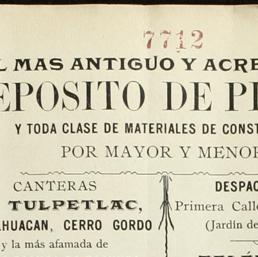 7712
L MAS ANTIGUO Y ACRE
EPOSITO DE PI
Y TODA CLASE DE MATERIALES DE CONST
POR MAYOR Y MENOR
CANTERAS
TULPETLAC,
HUACAN, CERRO GORDO
y la más afamada de
DESPAC
Primera Calle
(Jardín de